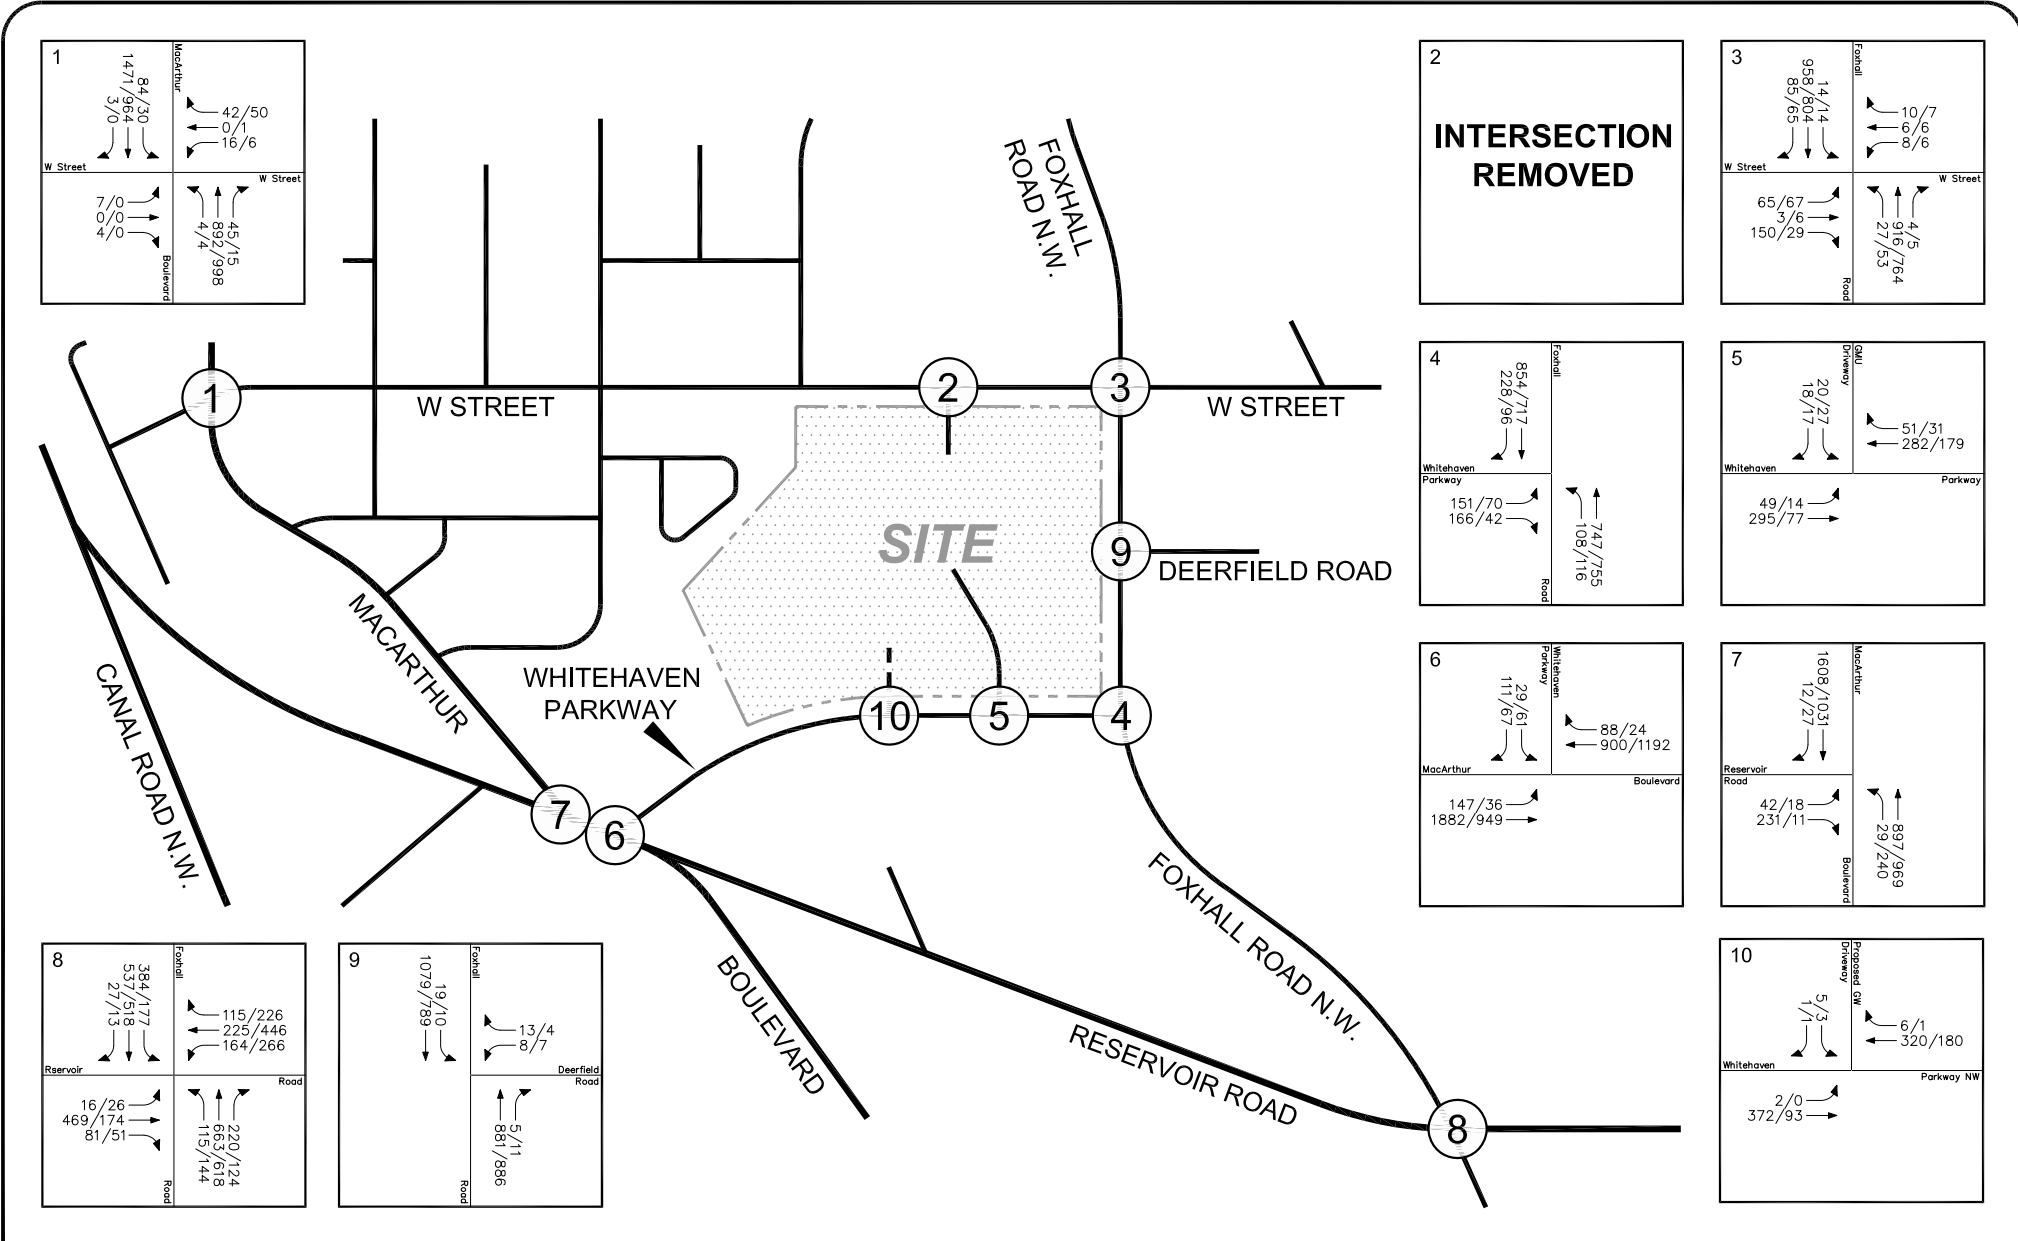 1
MacArthur
84/30
1471/964
3/0
42/50
0/1
16/6
W Street
W Street
7/0
0/0
4/0
45/15
892/998
4/4
Boulevard
2
INTERSECTION
REMOVED
3
Foxhall
14/14
958/804
85/65
10/7
6/6
8/6
W Street
W Street
65/67
3/6
150/29
4/5
916/764
27/53
Road
4
Foxhall
854/717
228/96
Whitehaven
Parkway
151/70
166/42
747/755
108/116
Road
5
GMU
Driveway
20/27
18/17
51/31
282/179
Whitehaven
Parkway
49/14
295/77
6
Whitehaven
Parkway
29/61
111/67
88/24
900/1192
MacArthur
Boulevard
147/36
1882/949
7
MacArthur
1608/1031
12/27
Reservoir
Road
42/18
231/11
897/969
29/240
Boulevard
8
Foxhall
384/177
537/518
27/13
115/226
225/446
164/266
Rservoir
Road
16/26
469/174
81/51
220/124
663/618
115/144
Road
9
Foxhall
19/10
1079/789
13/4
8/7
Deerfield
Road
5/11
881/886
Road
10
Proposed GW
Driveway
5/3
1/1
6/1
320/180
Whitehaven
Parkway NW
2/0
372/93
FOXHALL
ROAD N.W.
1
2
3
W STREET
W STREET
SITE
9
DEERFIELD ROAD
MACARTHUR
WHITEHAVEN
PARKWAY
CANAL ROAD N.W.
10
5
4
7
6
FOXHALL ROAD N.W.
BOULEVARD
RESERVOIR ROAD
8